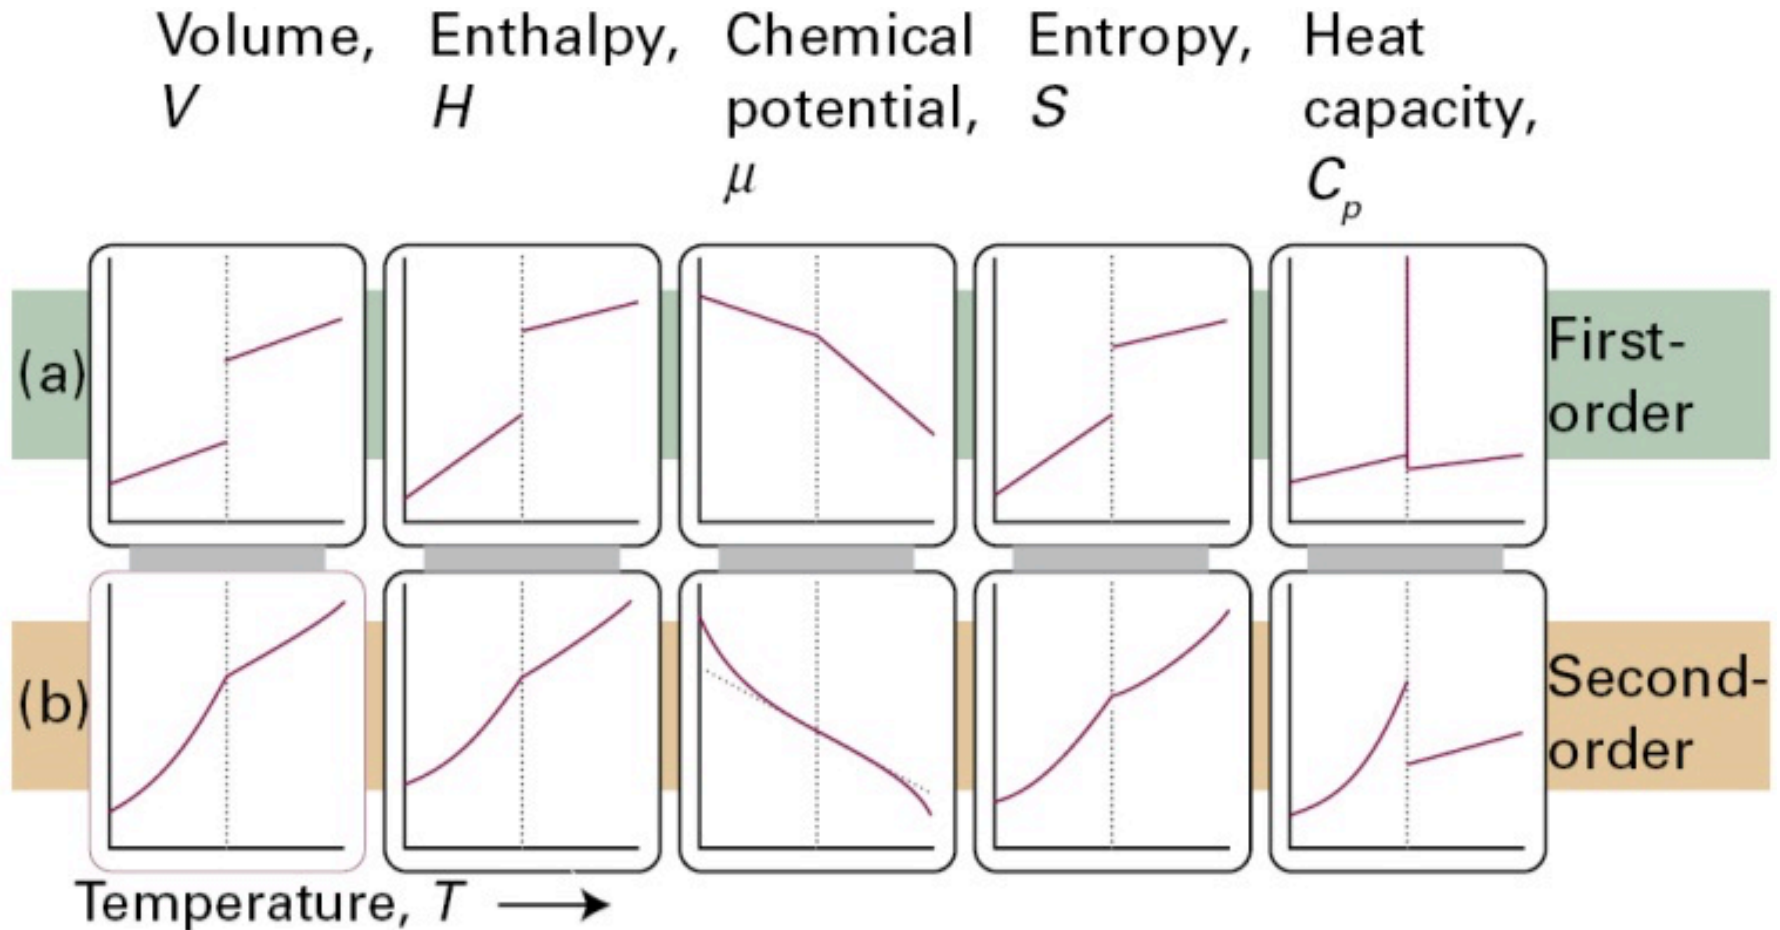 Volume,
V
Enthalpy,
H
Chemical
potential,
μ
Entropy,
S
Heat
capacity,
Cp
(a)
First-
order
(b)
Second-
order
Temperature, T